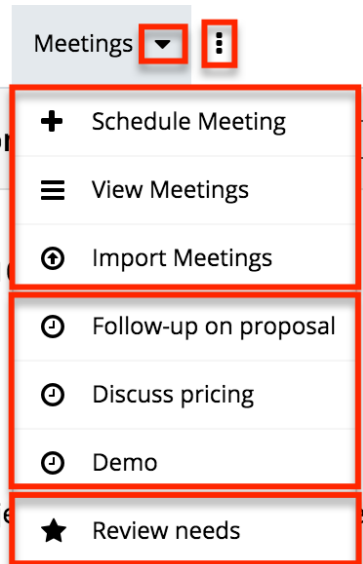 Meetings
Schedule Meeting
View Meetings
Import Meetings
Follow-up on proposal
Discuss pricing
Demo
Review needs